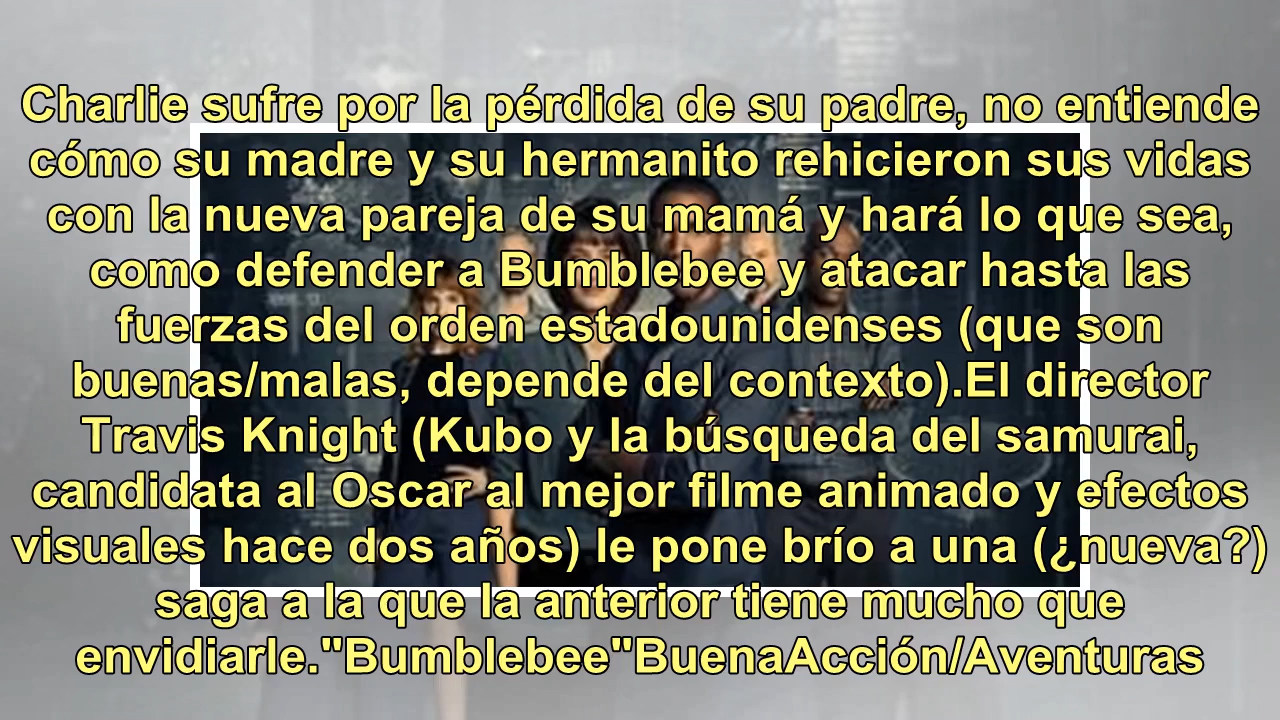 Charlie sufre por la pérdida de su padre, no entiende
cómo su madre y su hermanito rehicieron sus vidas
con la nueva pareja de su mamá y hará lo que sea,
como defender a Bumblebee y atacar hasta las
fuerzas del orden estadounidenses (que son
buenas/malas, depende del contexto).El director
Travis Knight (Kubo y la búsqueda del samurai,
candidata al Oscar al mejor filme animado y efectos
visuales hace dos años) le pone brío a una (¿nueva?)
saga a la que la anterior tiene mucho que
envidiarle."Bumblebee"BuenaAcción/Aventuras